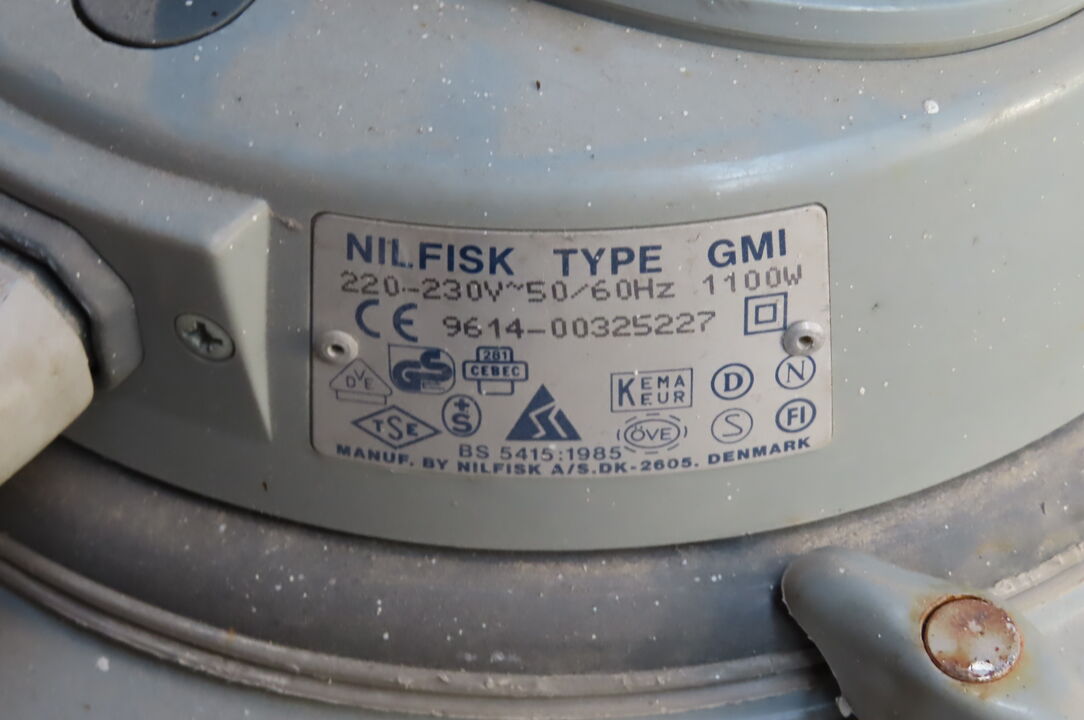 NILFISK TYPE GMI
220-230V~50/60Hz 1100W
CE 9614-00325227
DVE GS 281 CEBEC KEMA EUR D N
TSE +S ÖVE S FI
BS 5415:1985
MANUF. BY NILFISK A/S.DK-2605. DENMARK